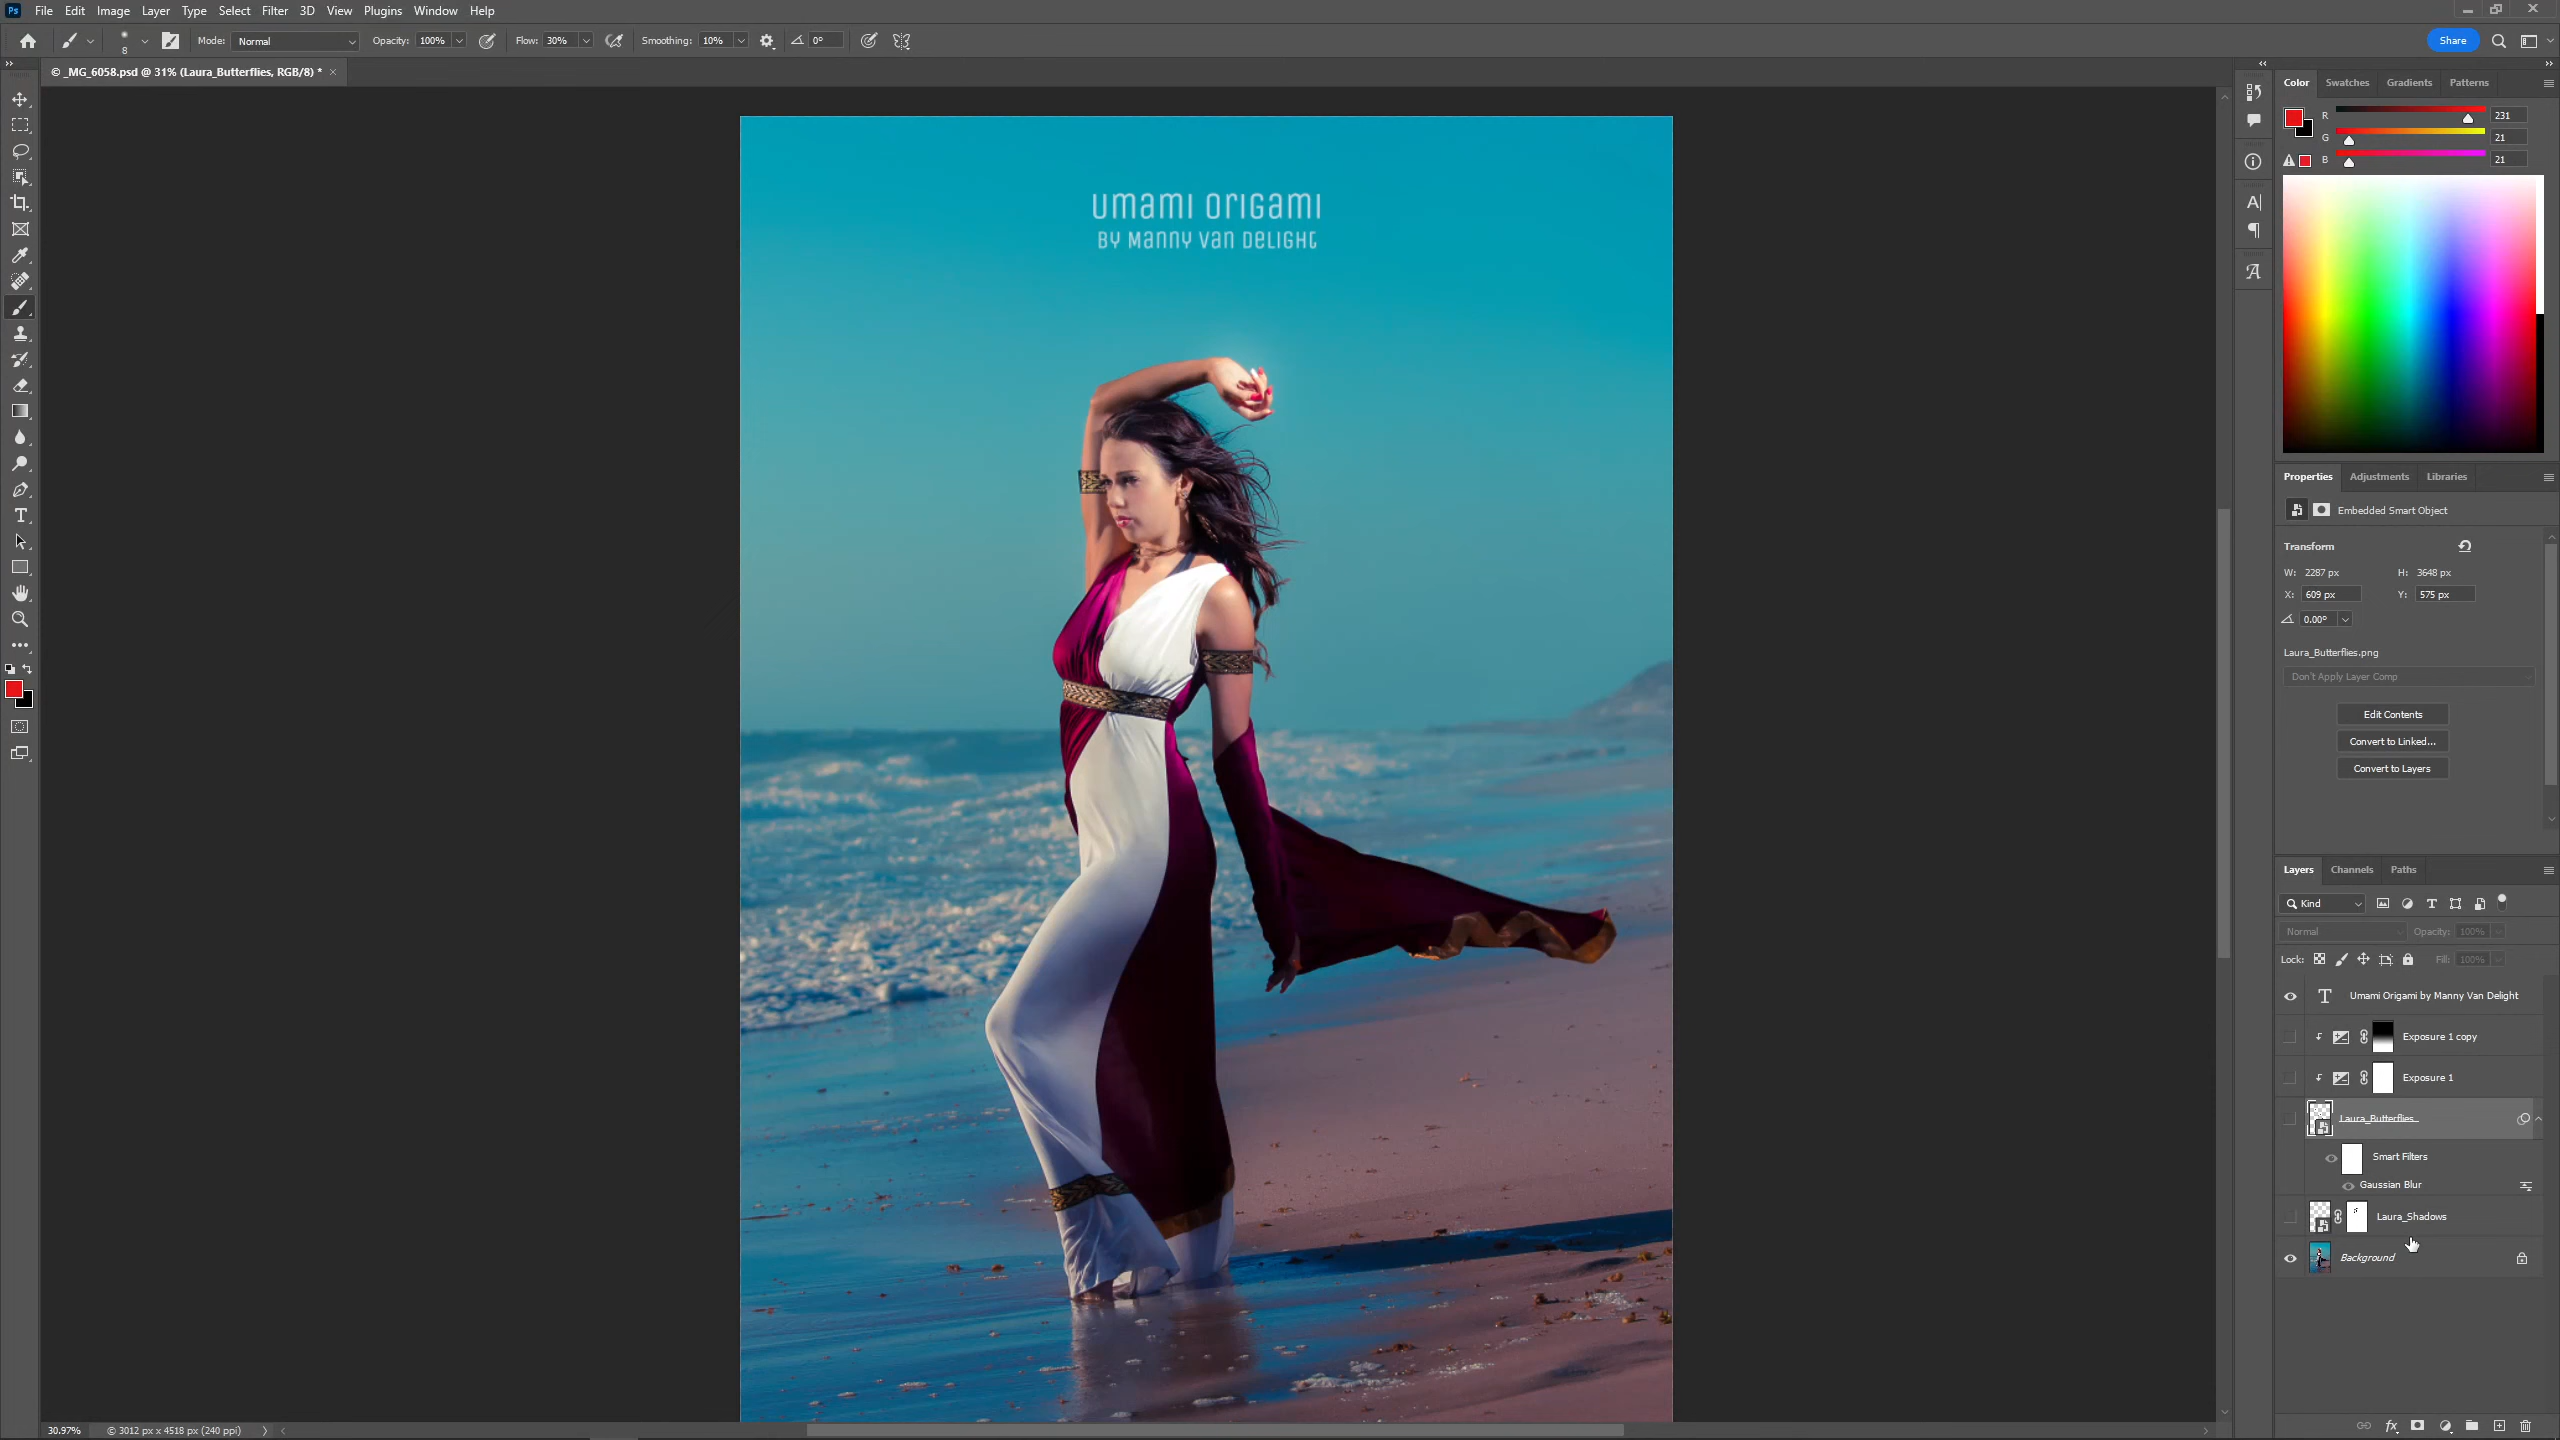 Ps File Edit Image Layer Type Select Filter 3D View Plugins Window Help
8 Mode: Normal Opacity: 100% Flow: 30% Smoothing: 10% 0° Share
© _MG_6058.psd @ 31% (Laura_Butterflies, RGB/8) *
Color Swatches Gradients Patterns
R 231
G 21
B 21
umami origami
by Manny Van Delight
Properties Adjustments Libraries
Embedded Smart Object
Transform
W: 2287 px H: 3648 px
X: 609 px Y: 575 px
0.00°
Laura_Butterflies.png
Don't Apply Layer Comp
Edit Contents
Convert to Linked...
Convert to Layers
Layers Channels Paths
Kind
Normal Opacity: 100%
Lock: Fill: 100%
Umami Origami by Manny Van Delight
Exposure 1 copy
Exposure 1
Laura_Butterflies
Smart Filters
Gaussian Blur
Laura_Shadows
Background
30.97% © 3012 px x 4518 px (240 ppi)
fx